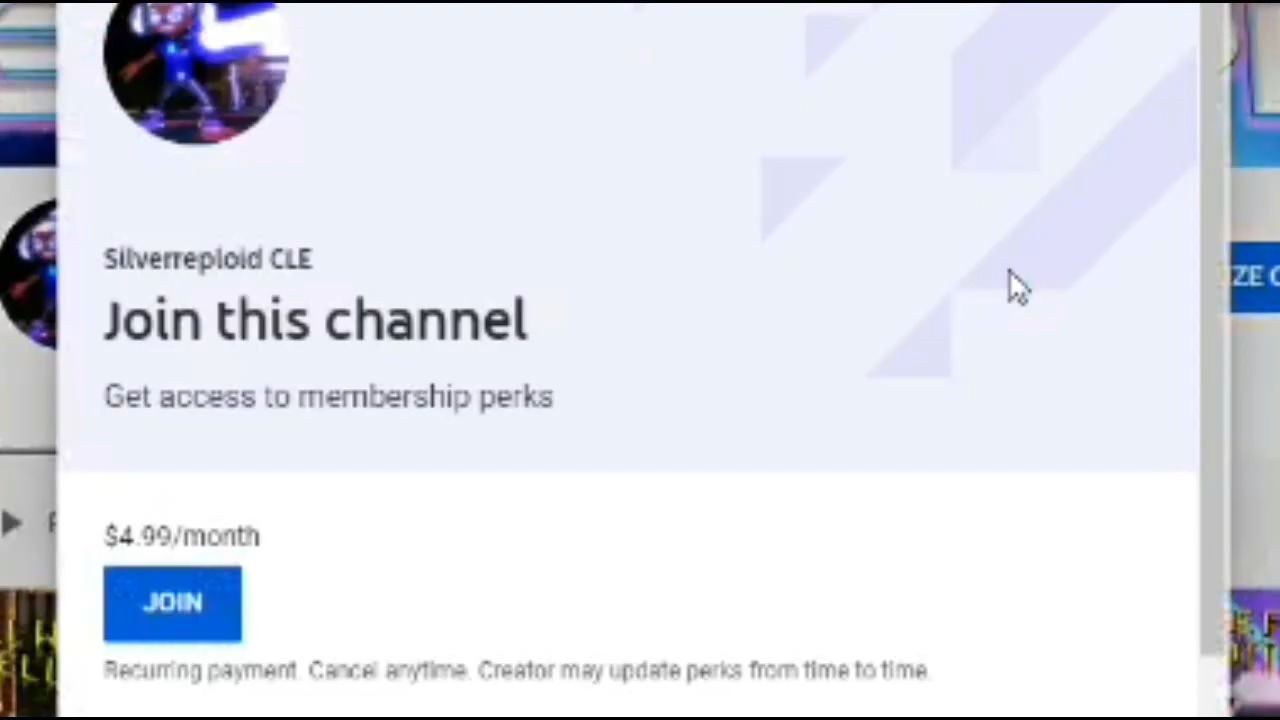 Silverreploid CLE
Join this channel
Get access to membership perks
ZE
$4.99/month
JOIN
Recurring payment. Cancel anytime. Creator may update perks from time to time.